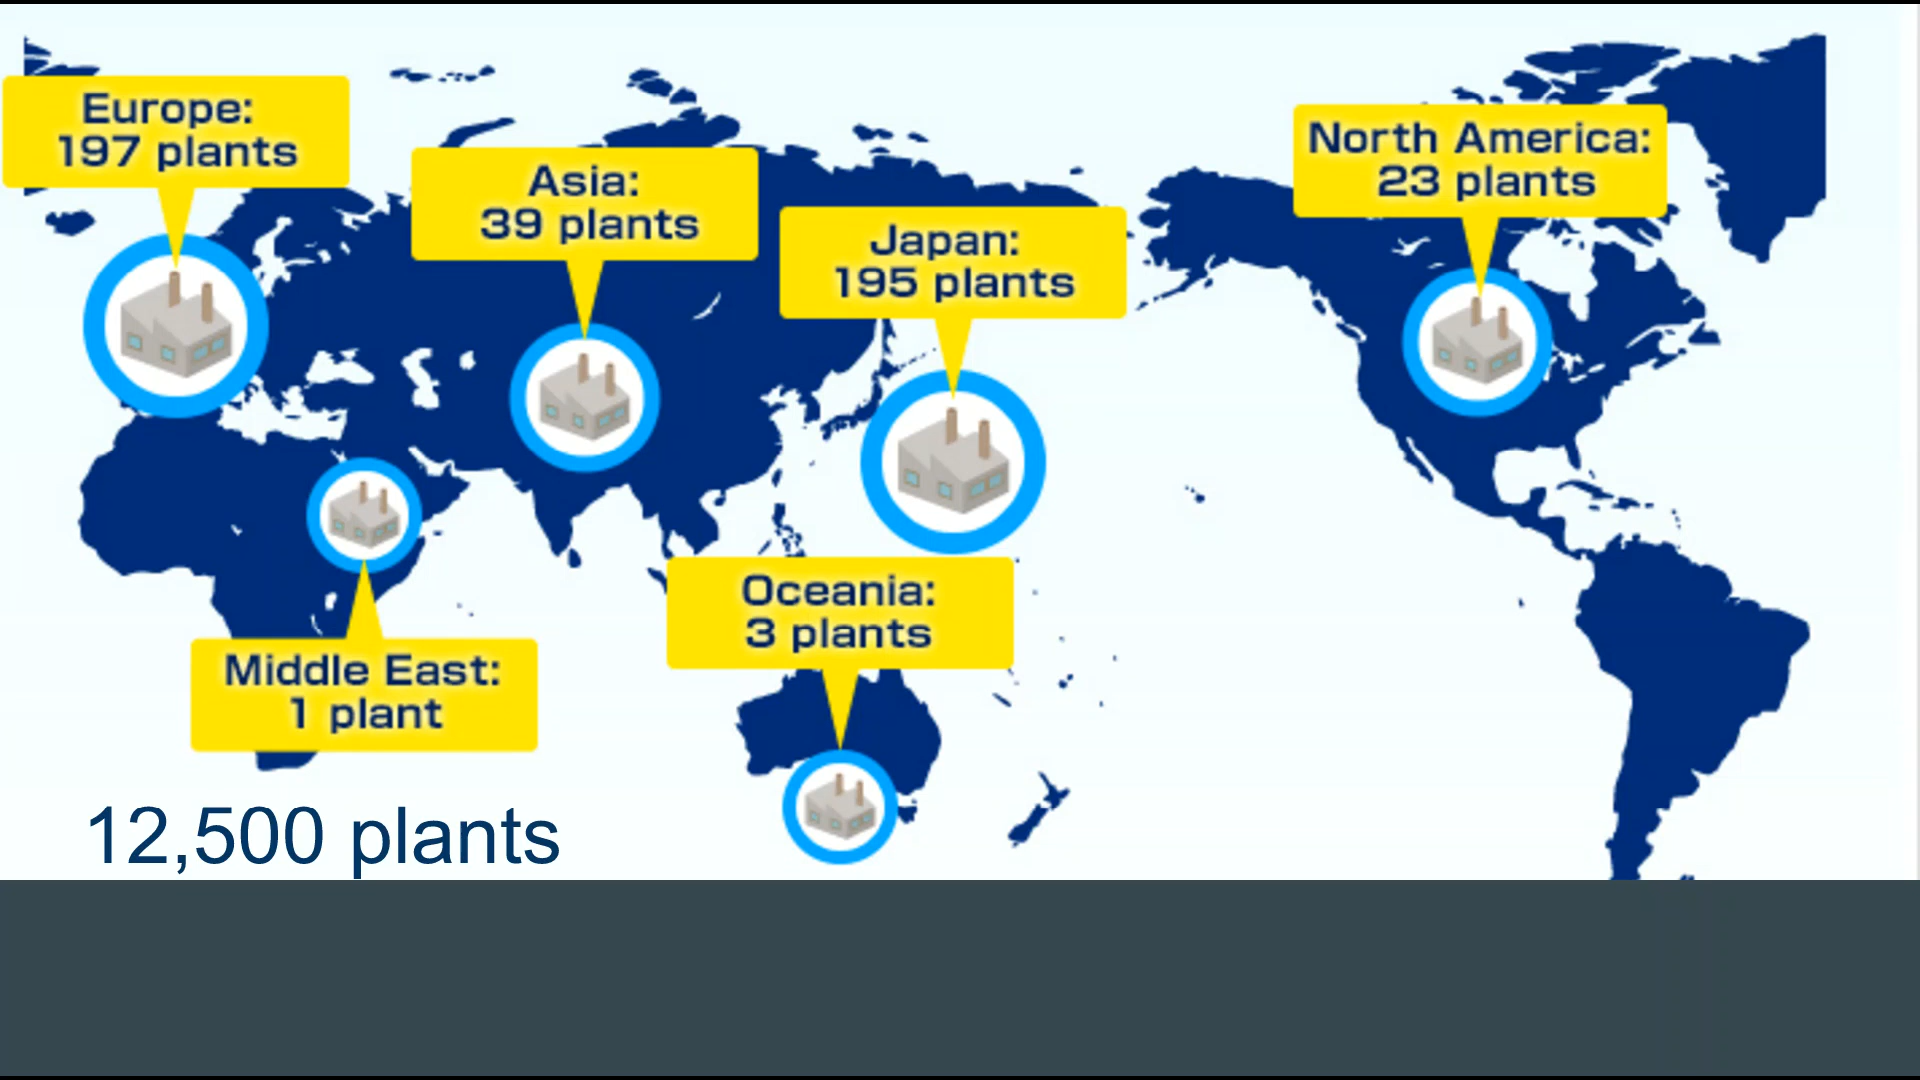 Europe:
197 plants
Asia:
39 plants
Japan:
195 plants
North America:
23 plants
Middle East:
1 plant
Oceania:
3 plants
12,500 plants